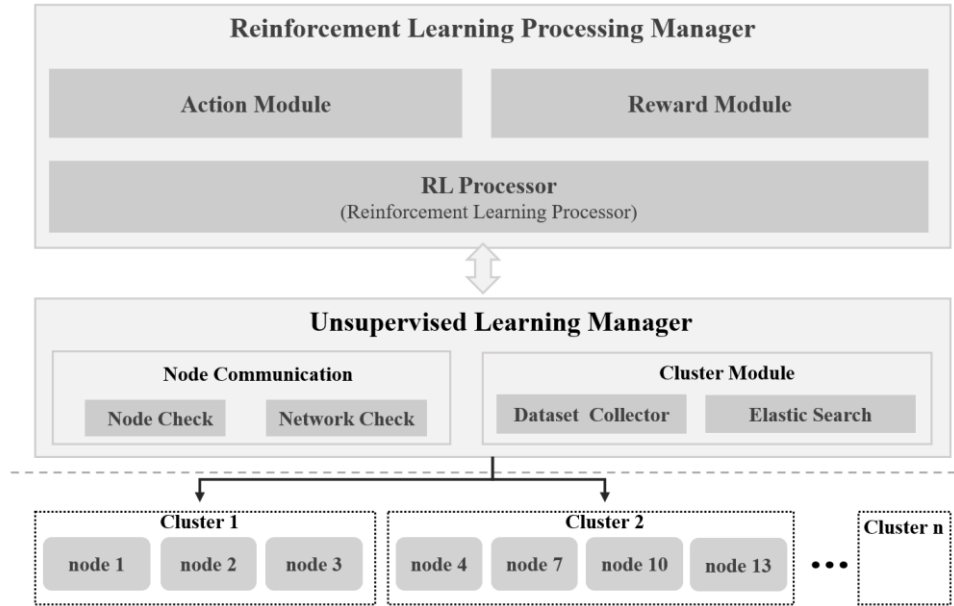 Reinforcement Learning Processing Manager
Action Module
Reward Module
RL Processor
(Reinforcement Learning Processor)
Unsupervised Learning Manager
Node Communication
Node Check
Network Check
Cluster Module
Dataset Collector
Elastic Search
Cluster 1
node 1
node 2
node 3
Cluster 2
node 4
node 7
node 10
node 13
•••
Cluster n